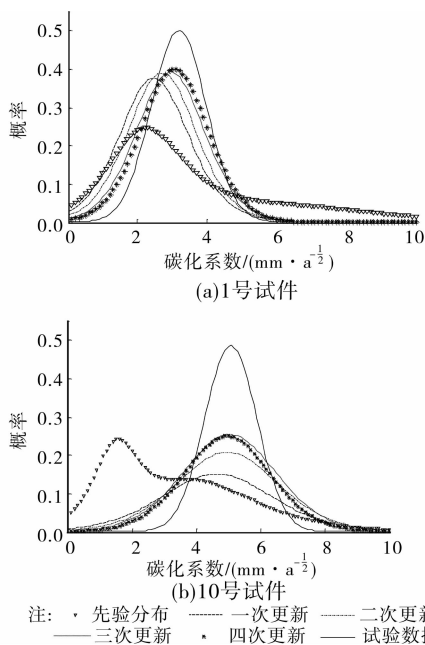 0.5
0.4
0.3
0.2
0.1
0.0
概率
0 2 4 6 8 10
碳化系数/(mm·a^{-1/2})
(a)1号试件
0.5
0.4
0.3
0.2
0.1
0.0
概率
0 2 4 6 8 10
碳化系数/(mm·a^{-1/2})
(b)10号试件
注: 先验分布 一次更新 二次更新
三次更新 四次更新 试验数据